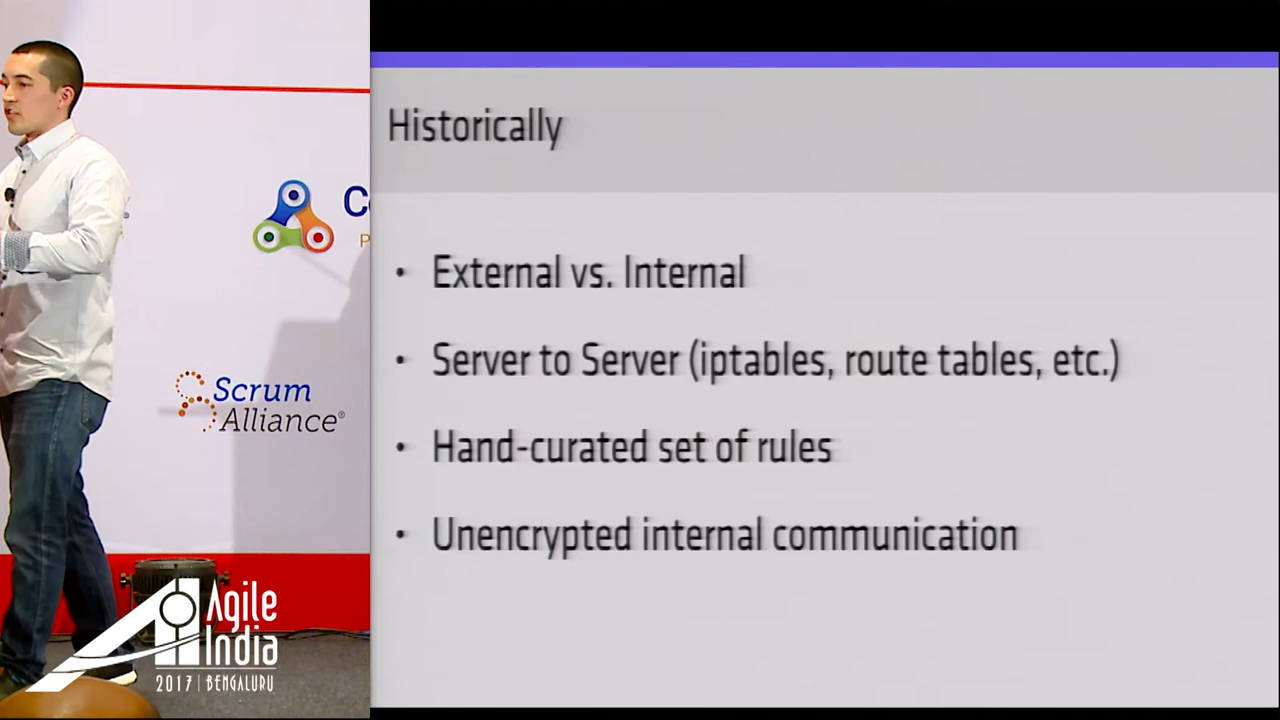 Historically
• External vs. Internal
• Server to Server (iptables, route tables, etc.)
• Hand-curated set of rules
• Unencrypted internal communication
Scrum
Alliance®
Agile
India
2017 | BENGALURU